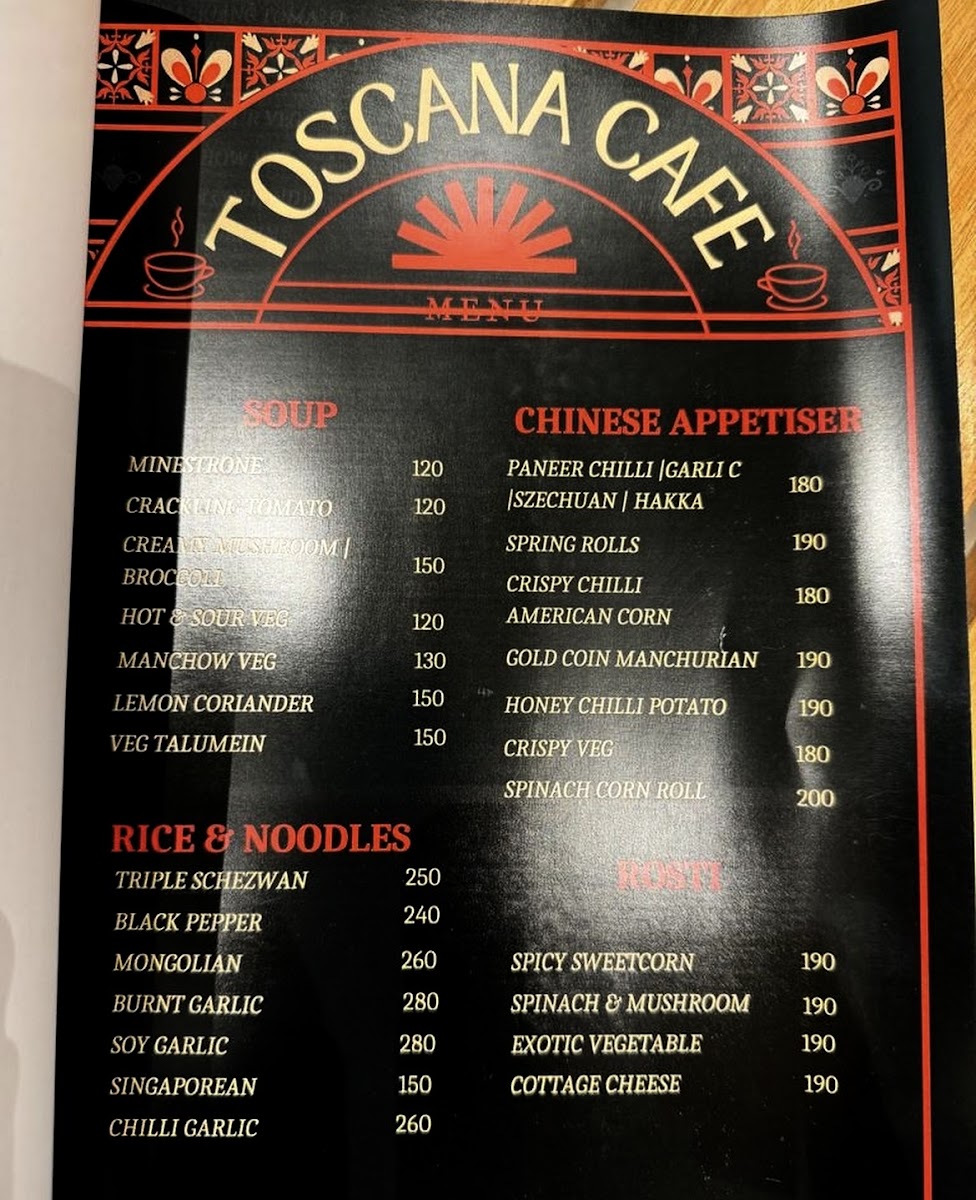 TOSCANA CAFE
MENU
SOUP
MINESTRONE 120
CRACKLING TOMATO 120
CREAMY MUSHROOM |
BROCCOLI 150
HOT & SOUR VEG 120
MANCHOW VEG 130
LEMON CORIANDER 150
VEG TALUMEIN 150
RICE & NOODLES
TRIPLE SCHEZWAN 250
BLACK PEPPER 240
MONGOLIAN 260
BURNT GARLIC 280
SOY GARLIC 280
SINGAPOREAN 150
CHILLI GARLIC 260
CHINESE APPETISER
PANEER CHILLI |GARLI C
|SZECHUAN | HAKKA 180
SPRING ROLLS 190
CRISPY CHILLI
AMERICAN CORN 180
GOLD COIN MANCHURIAN 190
HONEY CHILLI POTATO 190
CRISPY VEG 180
SPINACH CORN ROLL 200
ROSTI
SPICY SWEETCORN 190
SPINACH & MUSHROOM 190
EXOTIC VEGETABLE 190
COTTAGE CHEESE 190